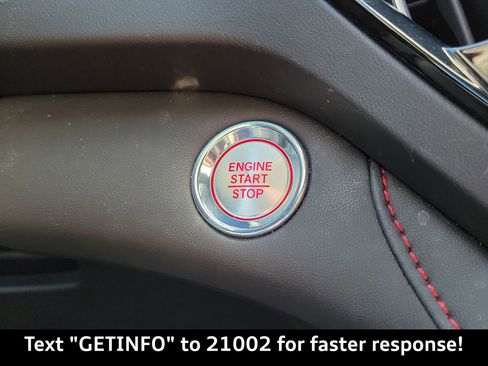 ENGINE
START
STOP
Text "GETINFO" to 21002 for faster response!